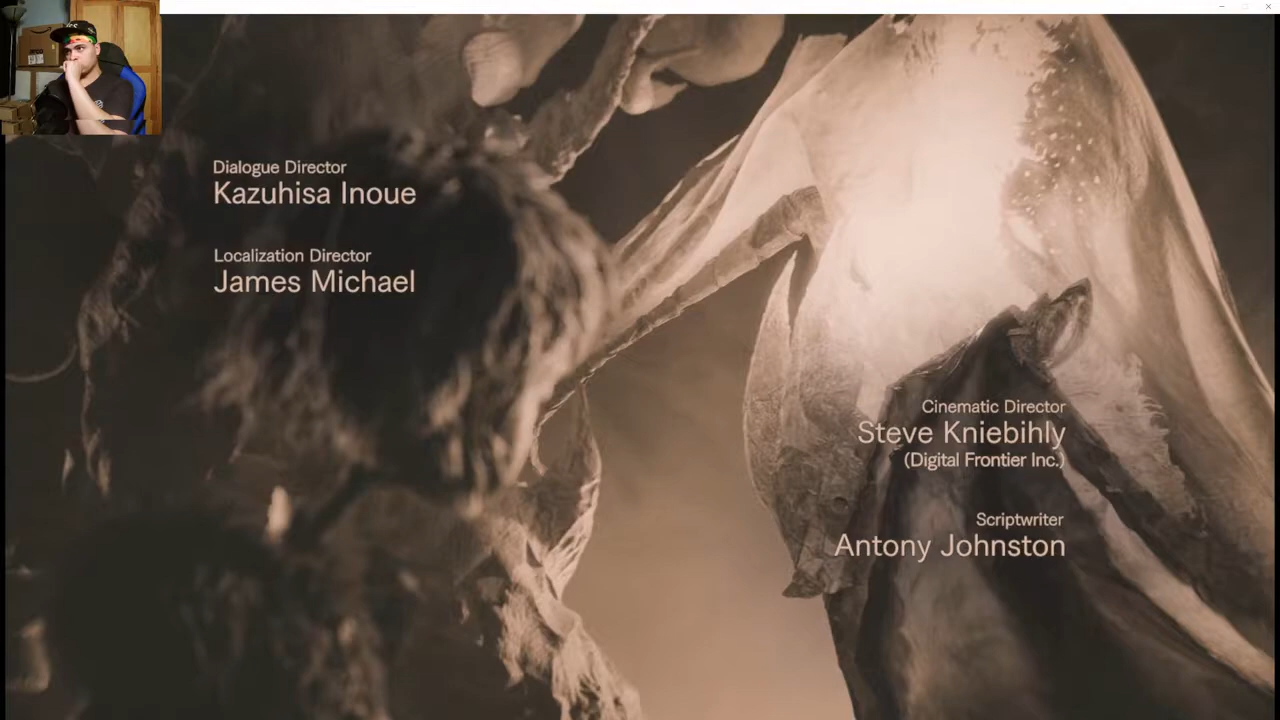 Dialogue Director
Kazuhisa Inoue
Localization Director
James Michael
Cinematic Director
Steve Kniebihly
(Digital Frontier Inc.)
Scriptwriter
Antony Johnston